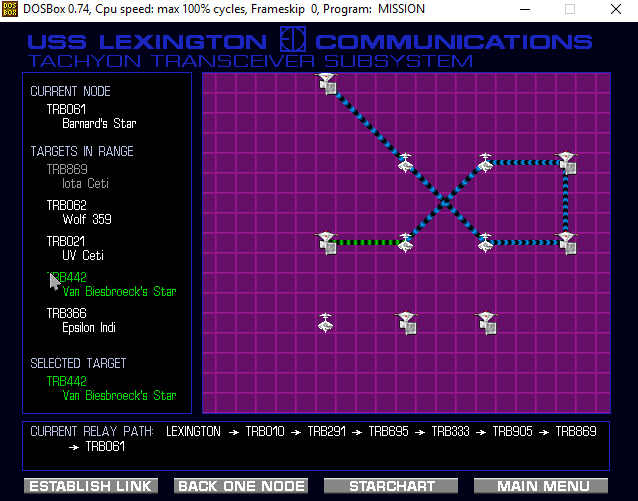 DOS
BOX
DOSBox 0.74, Cpu speed: max 100% cycles, Frameskip 0, Program: MISSION
USS LEXINGTON COMMUNICATIONS
TACHYON TRANSCEIVER SUBSYSTEM
CURRENT NODE
TRB061
Barnard's Star
TARGETS IN RANGE
TRB869
Iota Ceti
TRB062
Wolf 359
TRB021
UV Ceti
TRB442
Van Biesbroeck's Star
TRB366
Epsilon Indi
SELECTED TARGET
TRB442
Van Biesbroeck's Star
CURRENT RELAY PATH: LEXINGTON → TRB010 → TRB291 → TRB695 → TRB333 → TRB905 → TRB869
→ TRB061
ESTABLISH LINK BACK ONE NODE STARCHART MAIN MENU